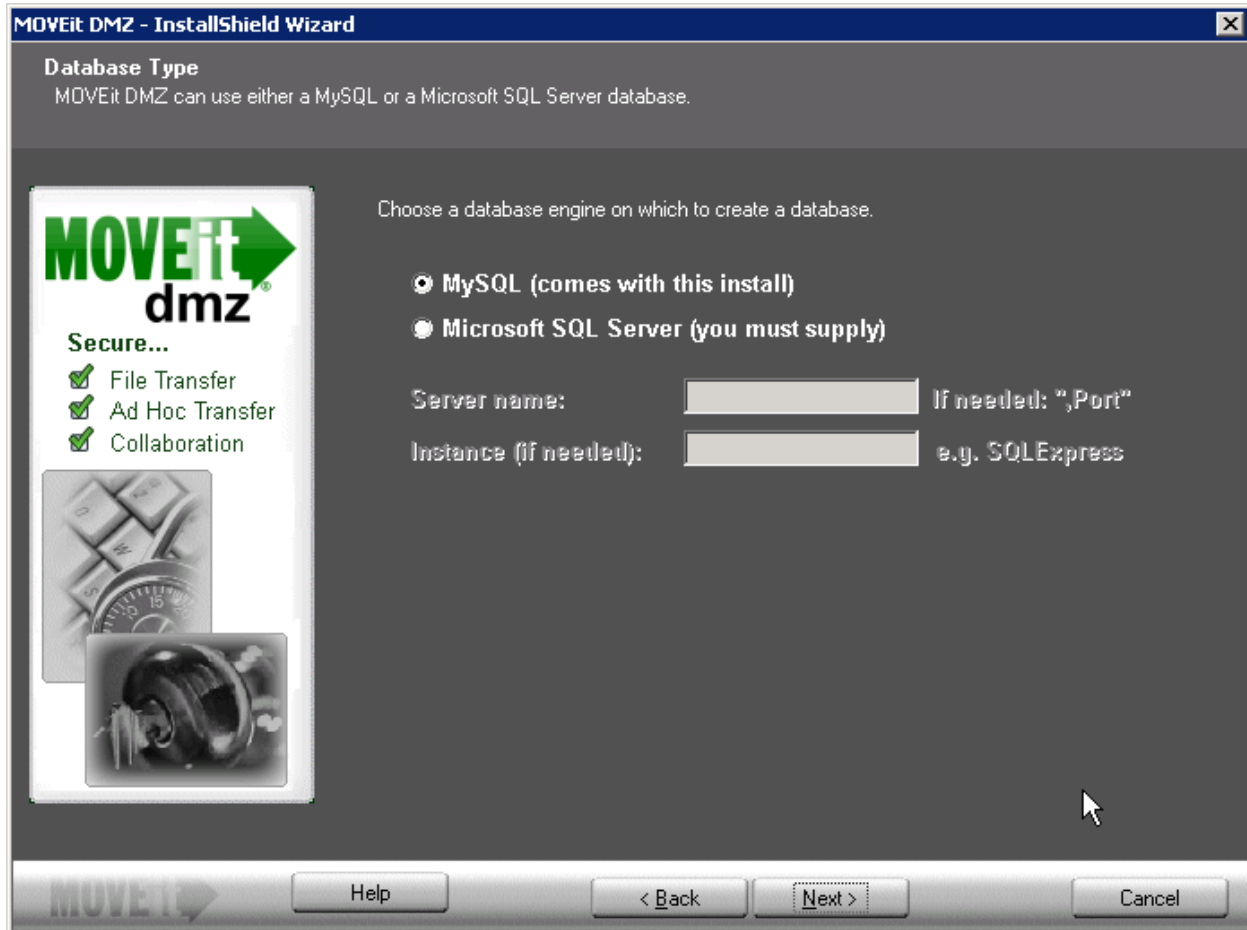 MOVEit DMZ - InstallShield Wizard
Database Type
MOVEit DMZ can use either a MySQL or a Microsoft SQL Server database.
MOVEit®
dmz
Secure...
File Transfer
Ad Hoc Transfer
Collaboration
Choose a database engine on which to create a database.
MySQL (comes with this install)
Microsoft SQL Server (you must supply)
Server name:
If needed: ",Port"
Instance (if needed):
e.g. SQLExpress
MOVEit
Help
< Back
Next >
Cancel